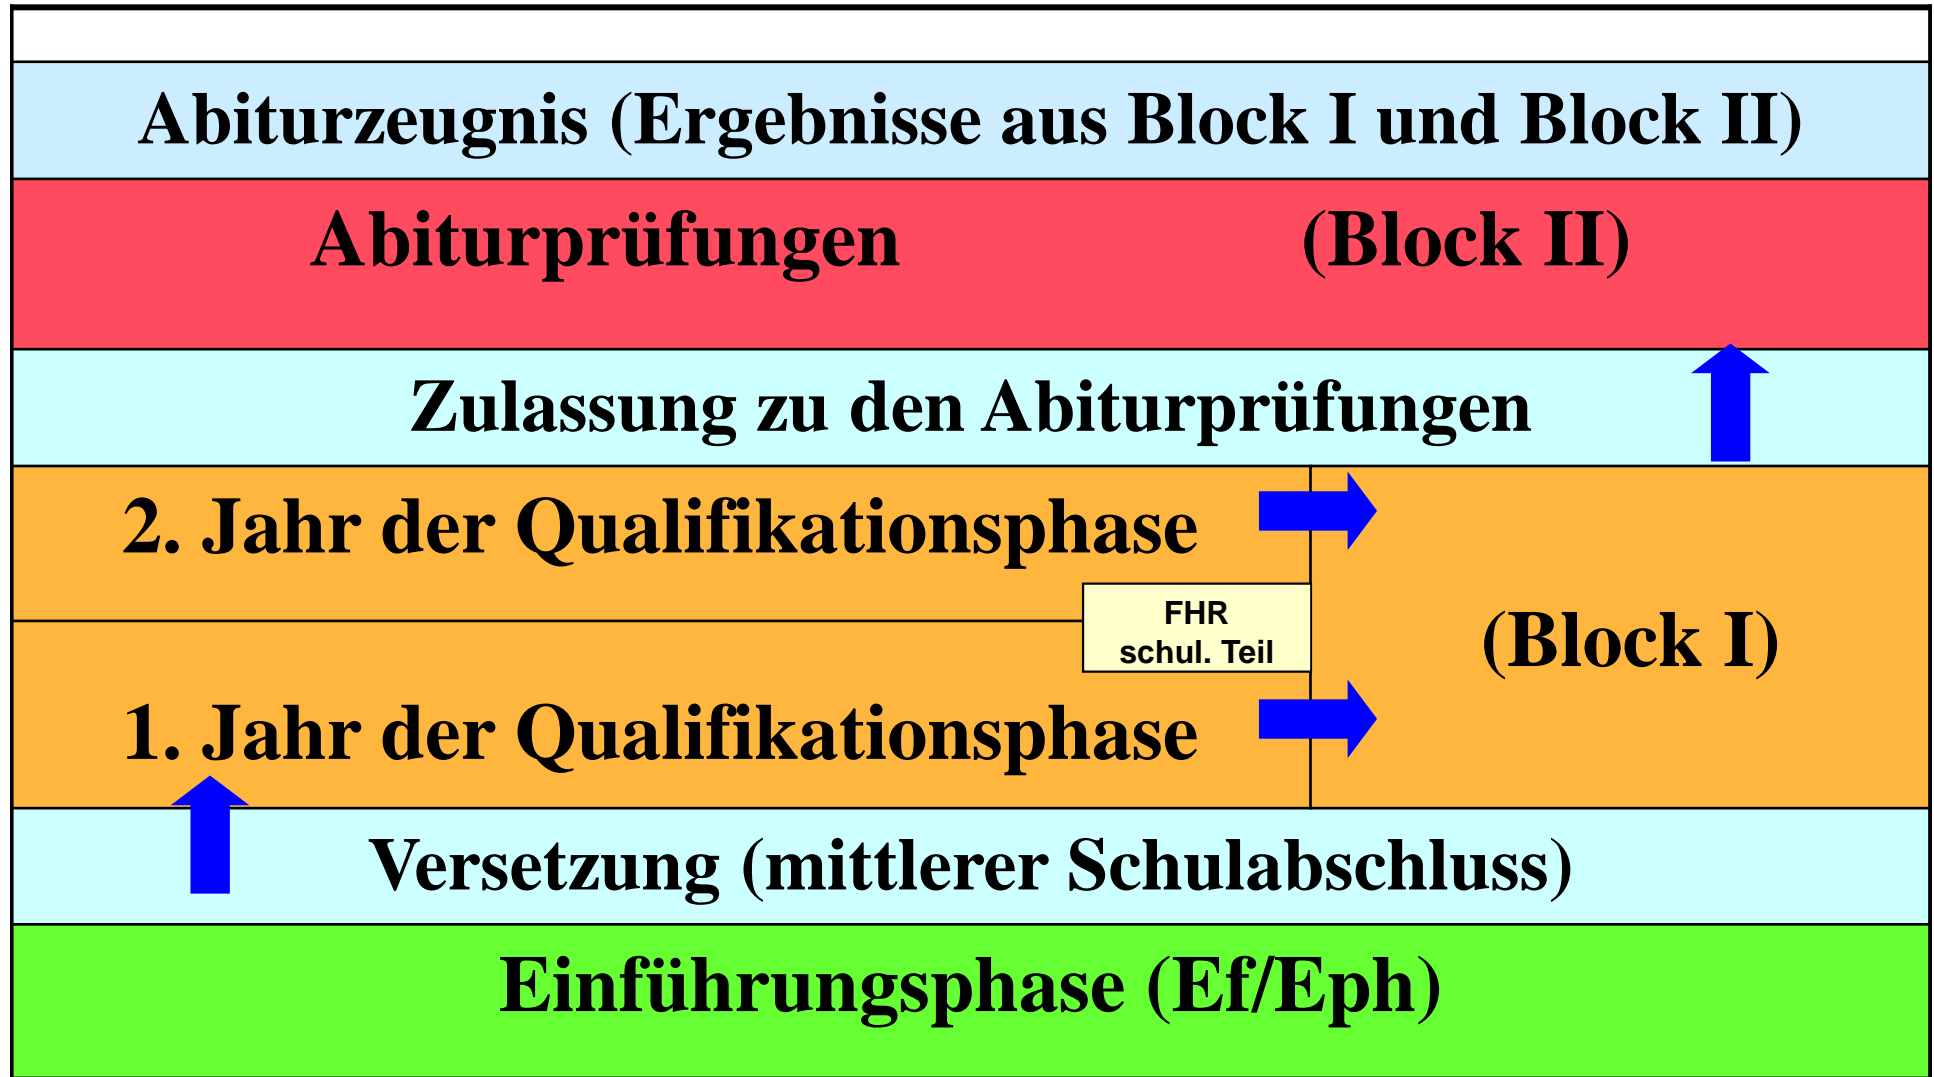 Abiturzeugnis (Ergebnisse aus Block I und Block II)
Abiturprüfungen (Block II)
Zulassung zu den Abiturprüfungen
2. Jahr der Qualifikationsphase
FHR
schul. Teil
(Block I)
1. Jahr der Qualifikationsphase
Versetzung (mittlerer Schulabschluss)
Einführungsphase (Ef/Eph)